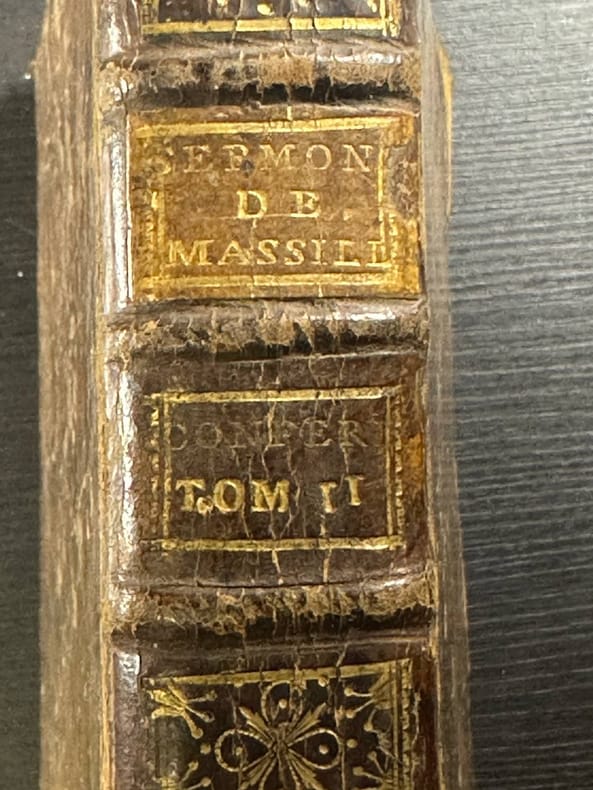 SERMON
DE
MASSILL
CONFER
TOM II